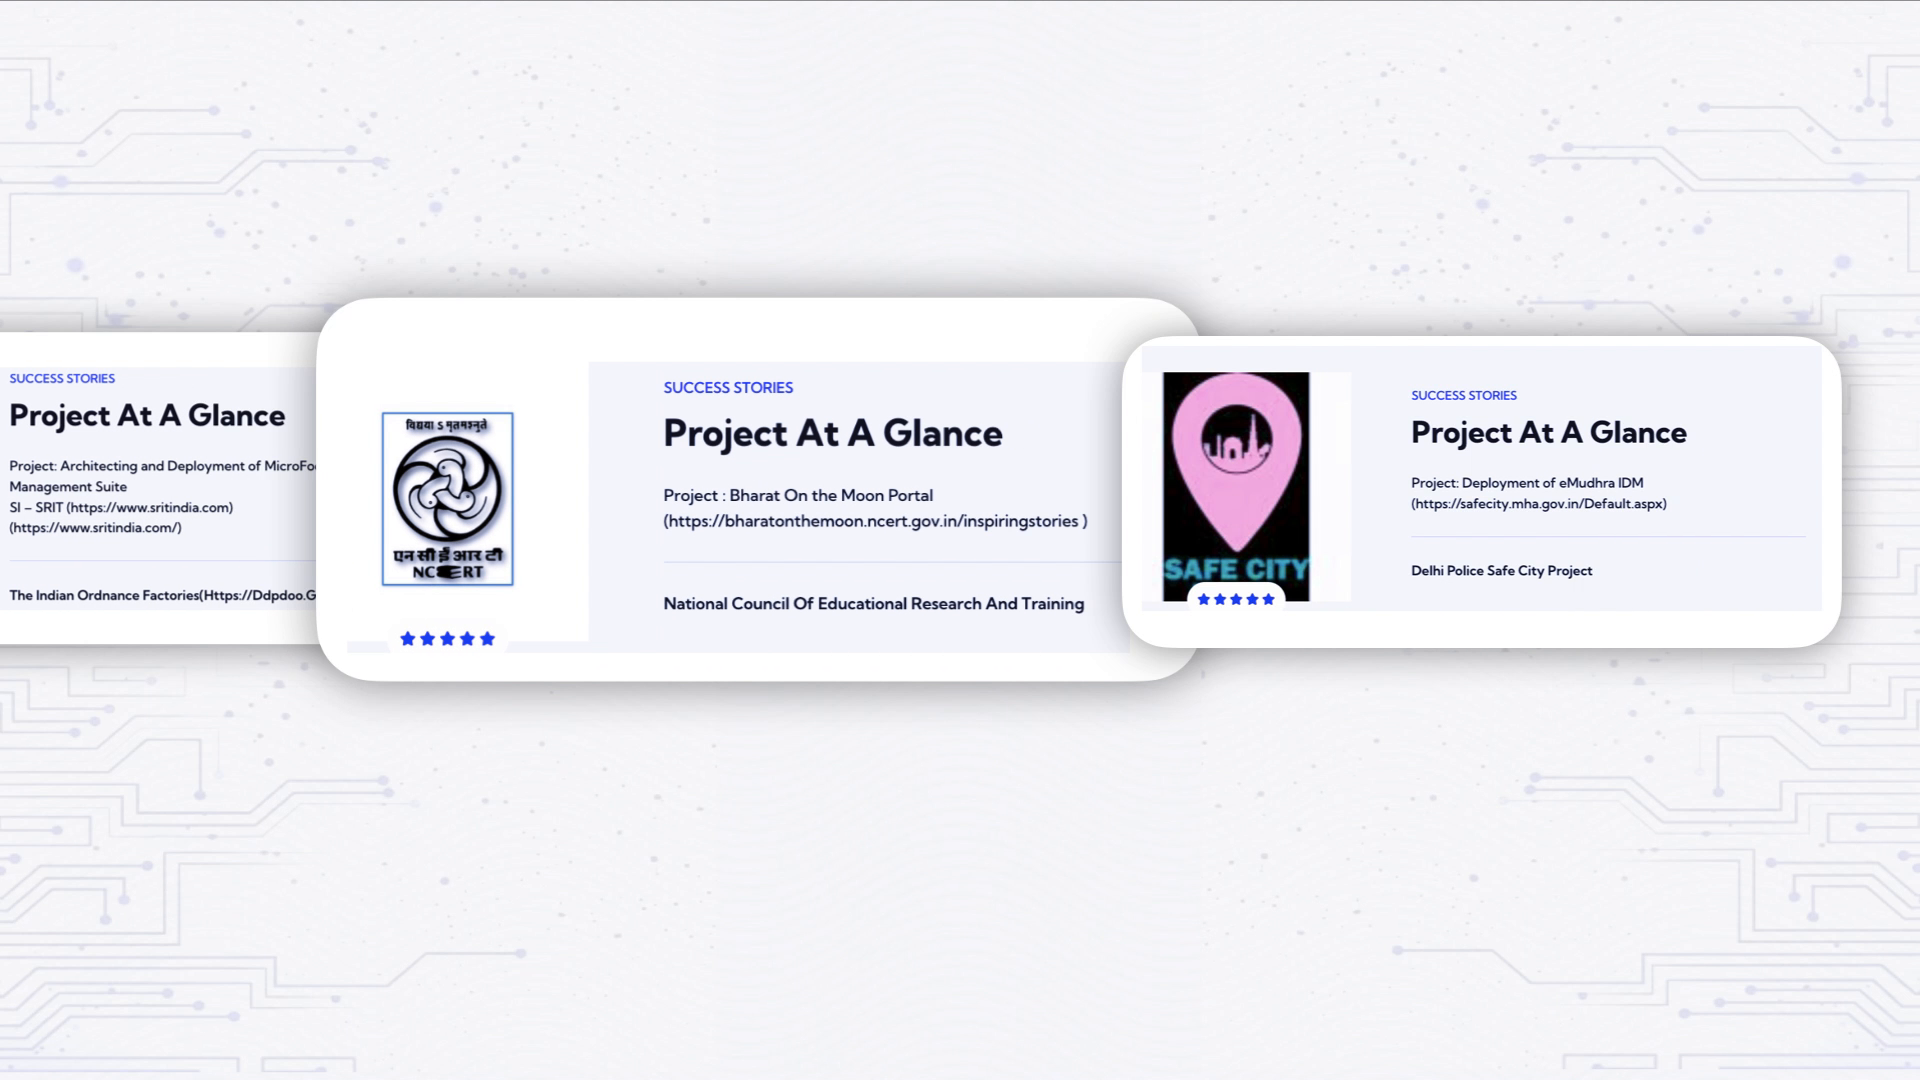 SUCCESS STORIES
Project At A Glance
Project: Architecting and Deployment of MicroFo
Management Suite
SI – SRIT (https://www.sritindia.com)
(https://www.sritindia.com/)
The Indian Ordnance Factories(Https://Ddpdoo.G
विद्यया ऽ मृतमश्नुते
एन सी ई आर टी
NCERT
SUCCESS STORIES
Project At A Glance
Project : Bharat On the Moon Portal
(https://bharatonthemoon.ncert.gov.in/inspiringstories )
National Council Of Educational Research And Training
SAFE CITY
SUCCESS STORIES
Project At A Glance
Project: Deployment of eMudhra IDM
(https://safecity.mha.gov.in/Default.aspx)
Delhi Police Safe City Project